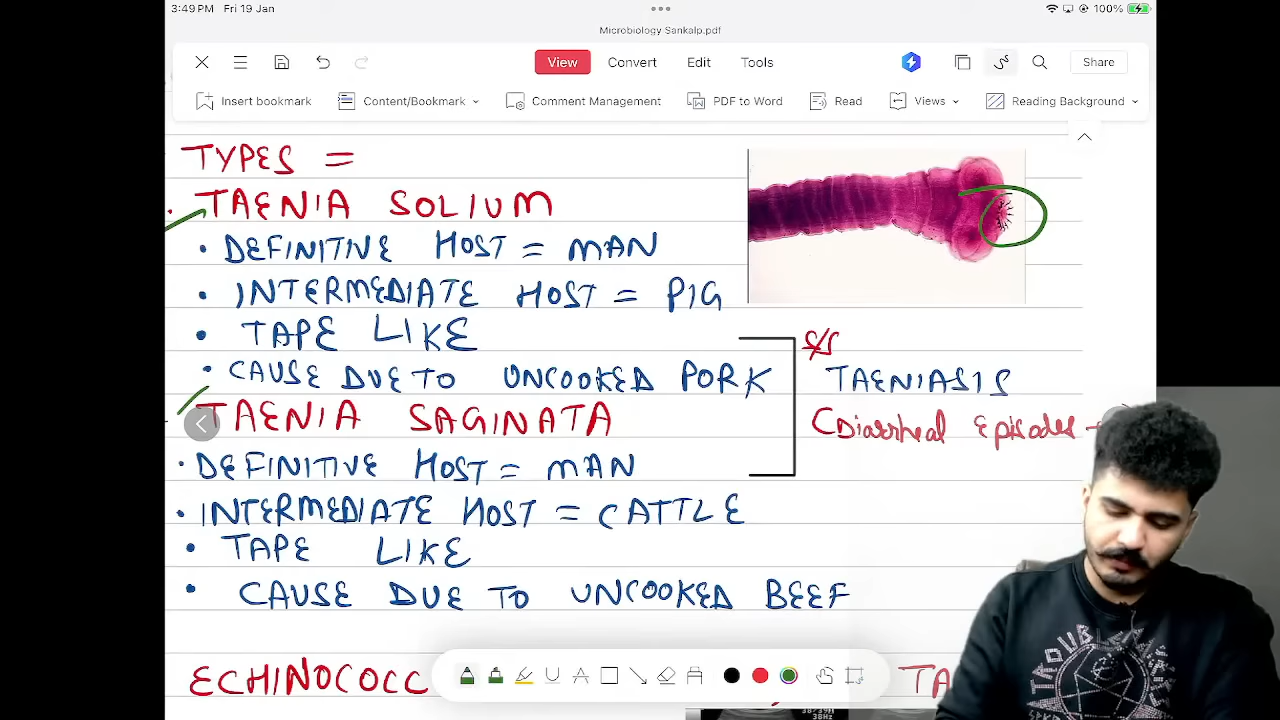 3:49 PM Fri 19 Jan
100%
Microbiology Sankalp.pdf
View Convert Edit Tools Share
Insert bookmark Content/Bookmark Comment Management PDF to Word Read Views Reading Background
TYPES =
TAENIA SOLIUM
• DEFINITIVE HOST = MAN
• INTERMEDIATE HOST = PIG
• TAPE LIKE
• CAUSE DUE TO UNCOOKED PORK
S/S
TAENIASIS
(Diarrheal Episodes
TAENIA SAGINATA
• DEFINITIVE HOST = MAN
• INTERMEDIATE HOST = CATTLE
• TAPE LIKE
• CAUSE DUE TO UNCOOKED BEEF
ECHINOCOCC
TA